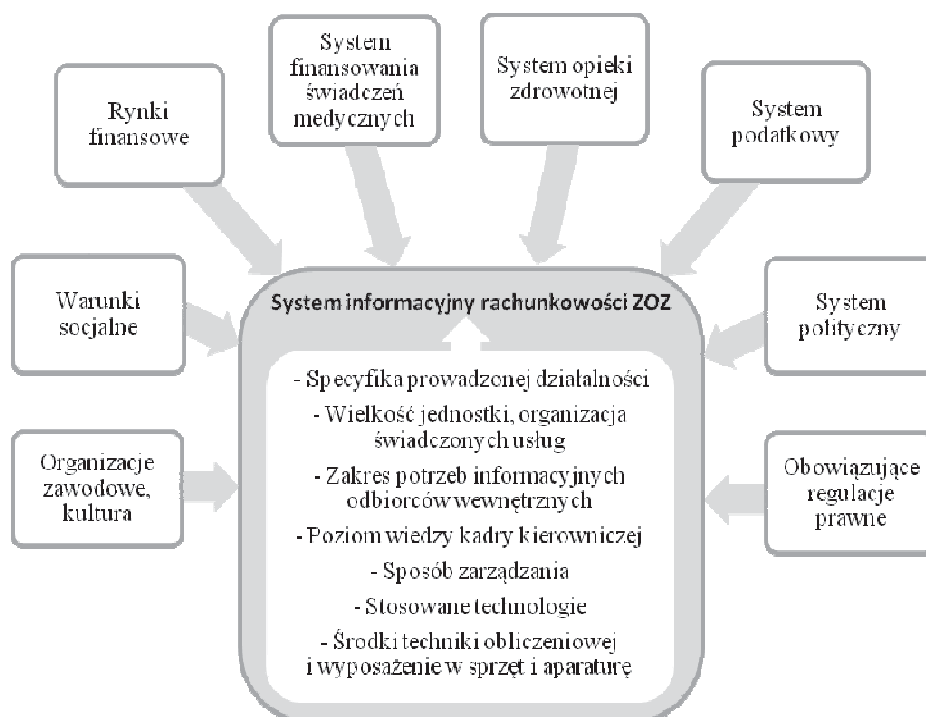 System
finansowania
świadczeń
medycznych
System opieki
zdrowotnej
Rynki
finansowe
System
podatkowy
Warunki
socjalne
System informacyjny rachunkowości ZOZ
System
polityczny
- Specyfika prowadzonej działalności
- Wielkość jednostki, organizacja
świadczonych usług
- Zakres potrzeb informacyjnych
odbiorców wewnętrznych
- Poziom wiedzy kadry kierowniczej
- Sposób zarządzania
- Stosowane technologie
- Środki techniki obliczeniowej
i wyposażenie w sprzęt i aparaturę
Organizacje
zawodowe,
kultura
Obowiązujące
regulacje
prawne